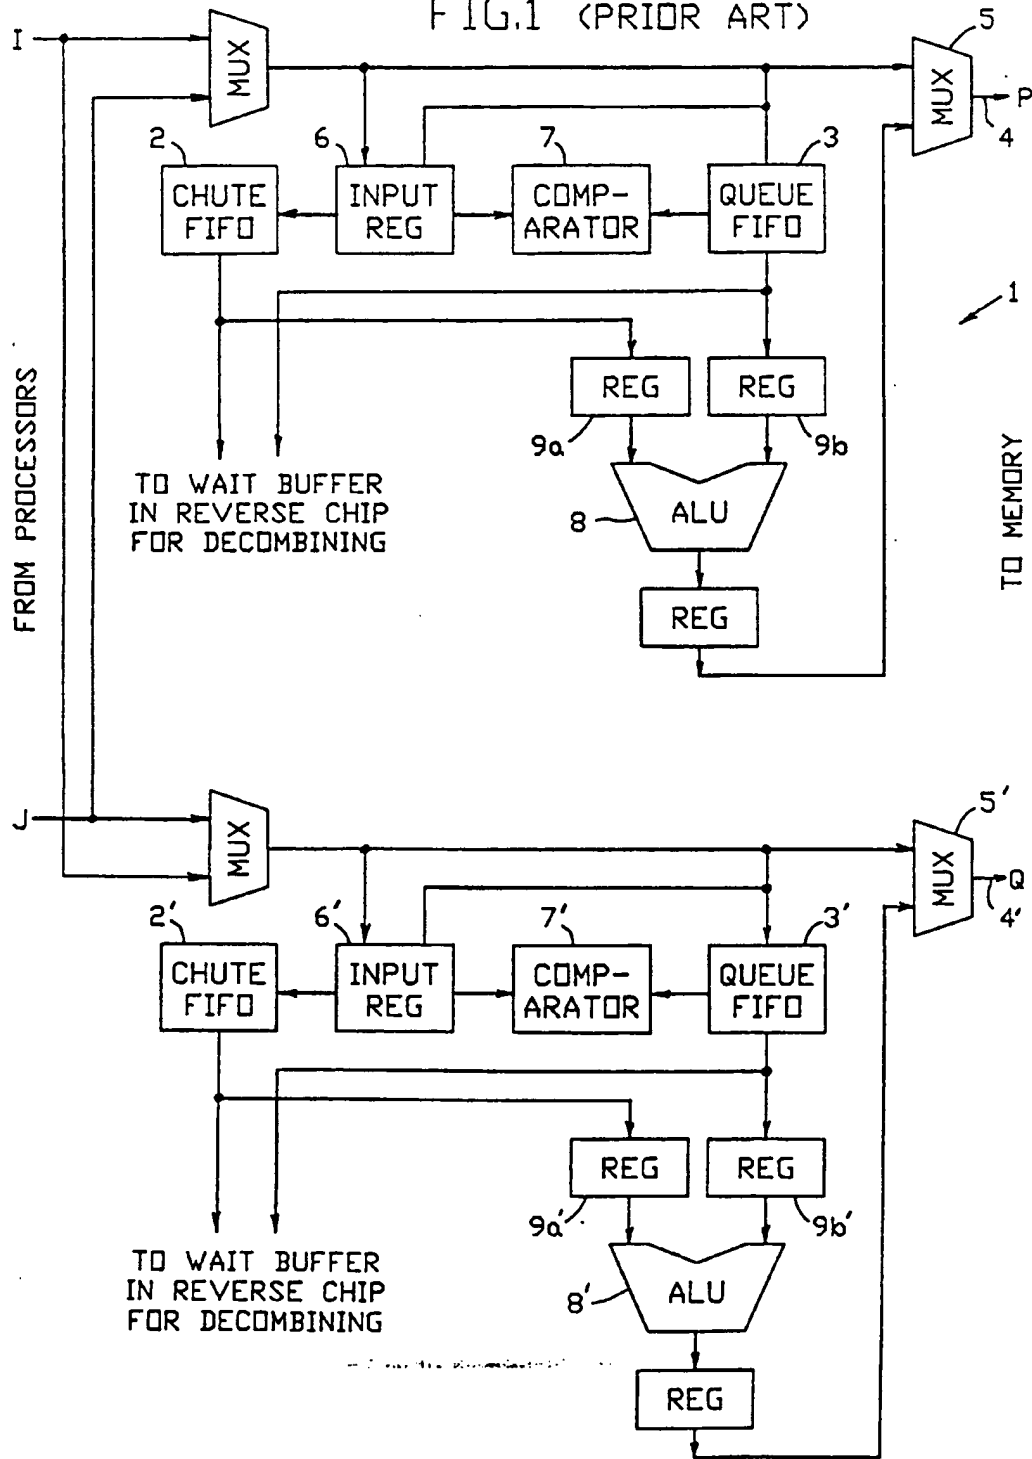 FIG.1 (PRIOR ART)
I
MUX
5
MUX
P
4
2
6
7
3
CHUTE
FIFO
INPUT
REG
COMP-
ARATOR
QUEUE
FIFO
1
REG
REG
9a
9b
FROM PROCESSORS
TO WAIT BUFFER
IN REVERSE CHIP
FOR DECOMBINING
8
ALU
TO MEMORY
REG
J
MUX
5'
MUX
Q
4'
2'
6'
7'
3'
CHUTE
FIFO
INPUT
REG
COMP-
ARATOR
QUEUE
FIFO
REG
REG
9a'
9b'
TO WAIT BUFFER
IN REVERSE CHIP
FOR DECOMBINING
8'
ALU
REG